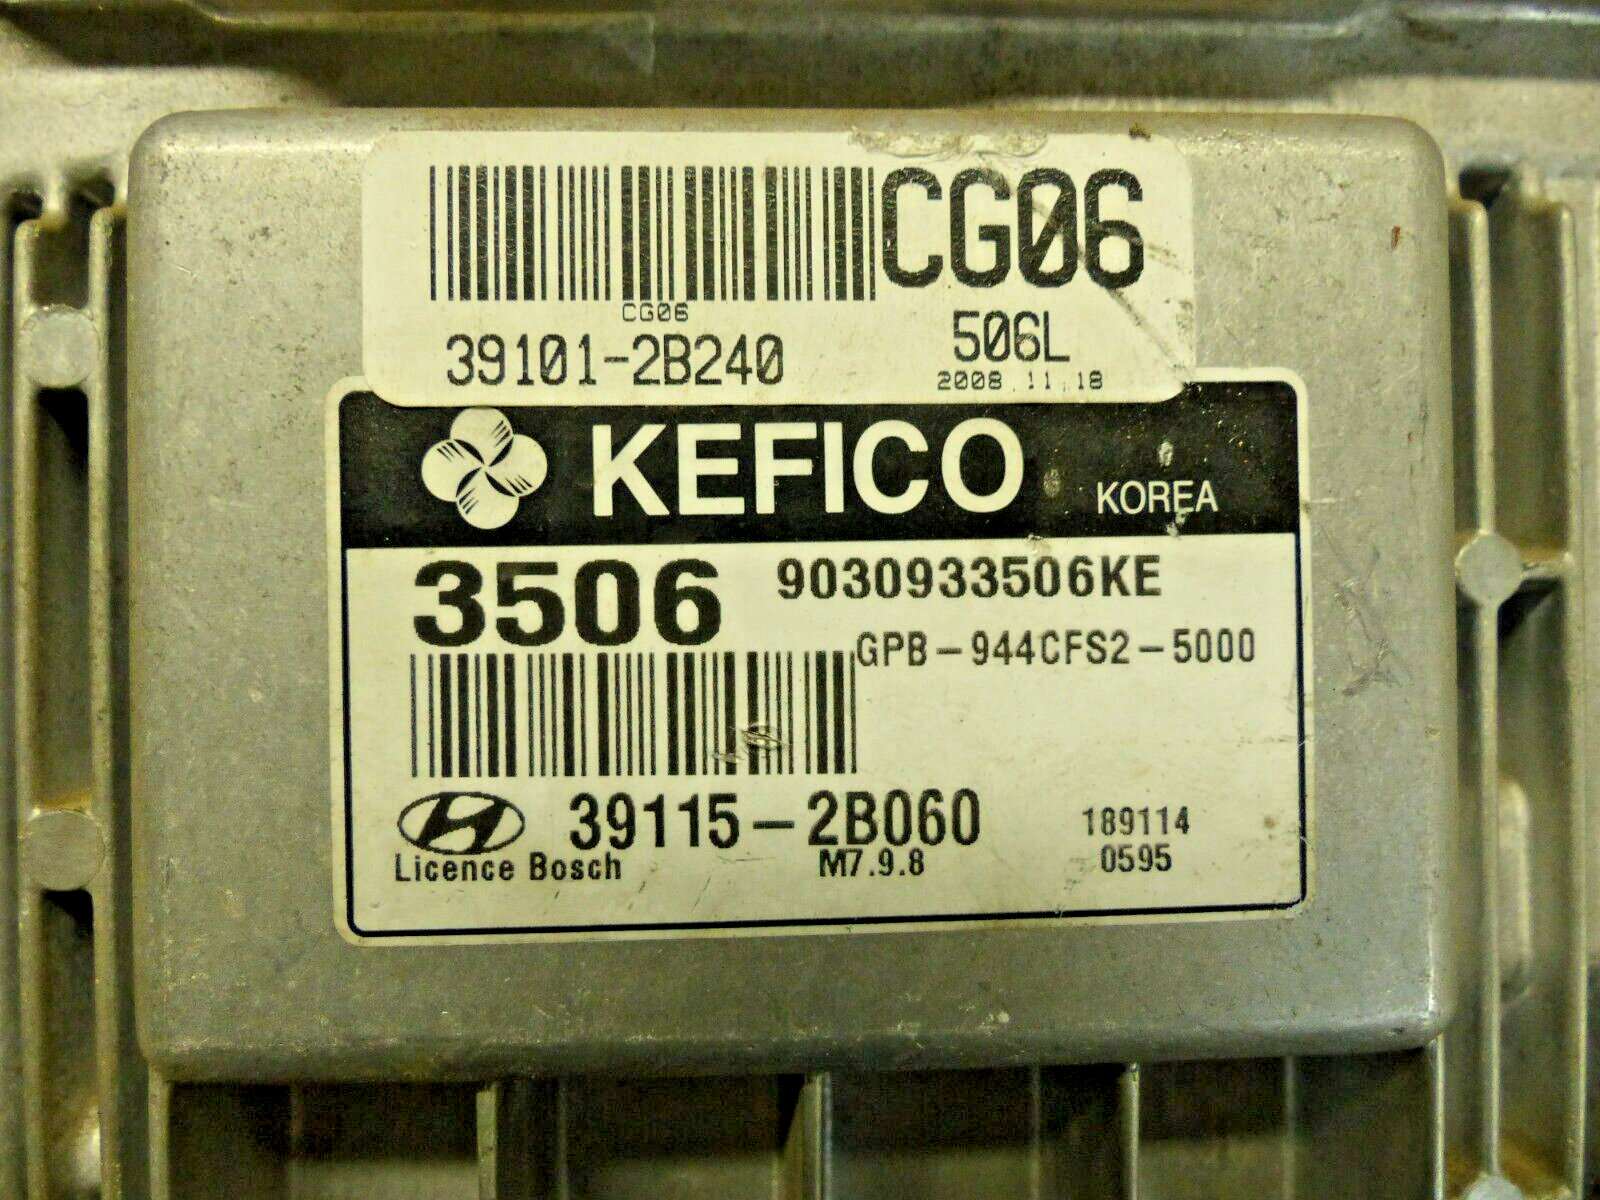 CG06
CG06
39101-2B240
506L
2008.11.18
KEFICO
KOREA
3506
9030933506KE
GPB-944CFS2-5000
39115-2B060
189114
Licence Bosch
M7.9.8
0595